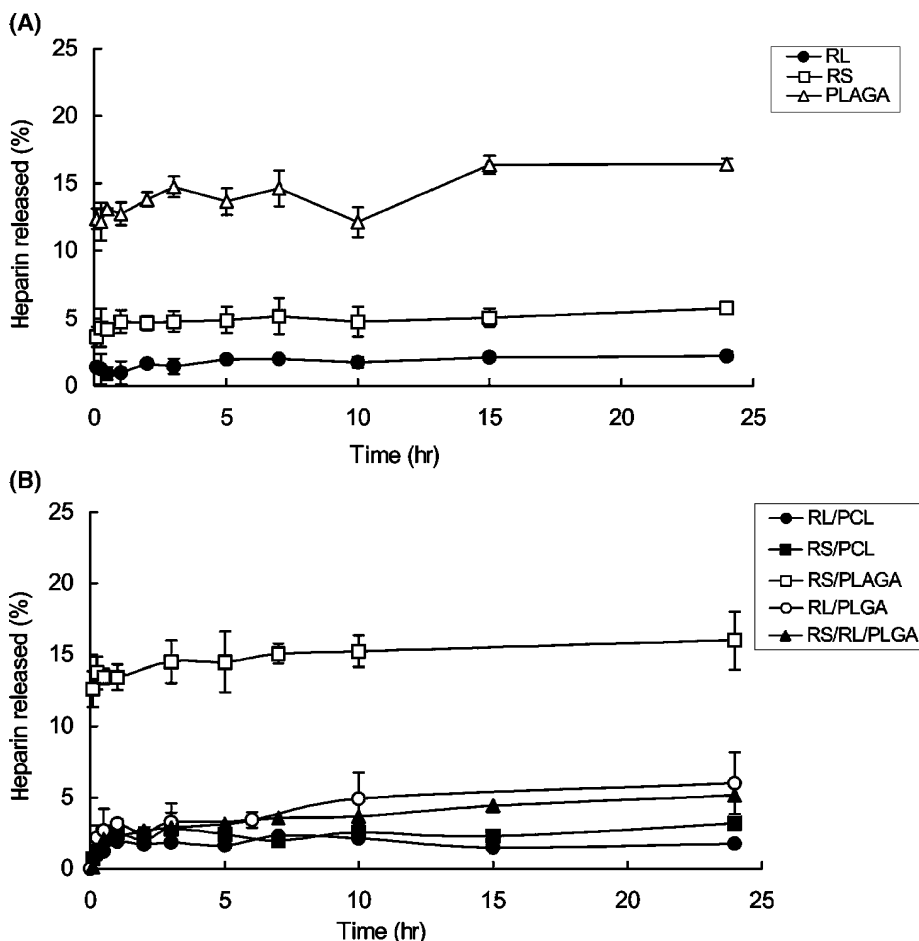 (A)
25
20
15
10
5
0
Heparin released (%)
0 5 10 15 20 25
Time (hr)
RL
RS
PLAGA
(B)
25
20
15
10
5
0
Heparin released (%)
0 5 10 15 20 25
Time (hr)
RL/PCL
RS/PCL
RS/PLAGA
RL/PLGA
RS/RL/PLGA